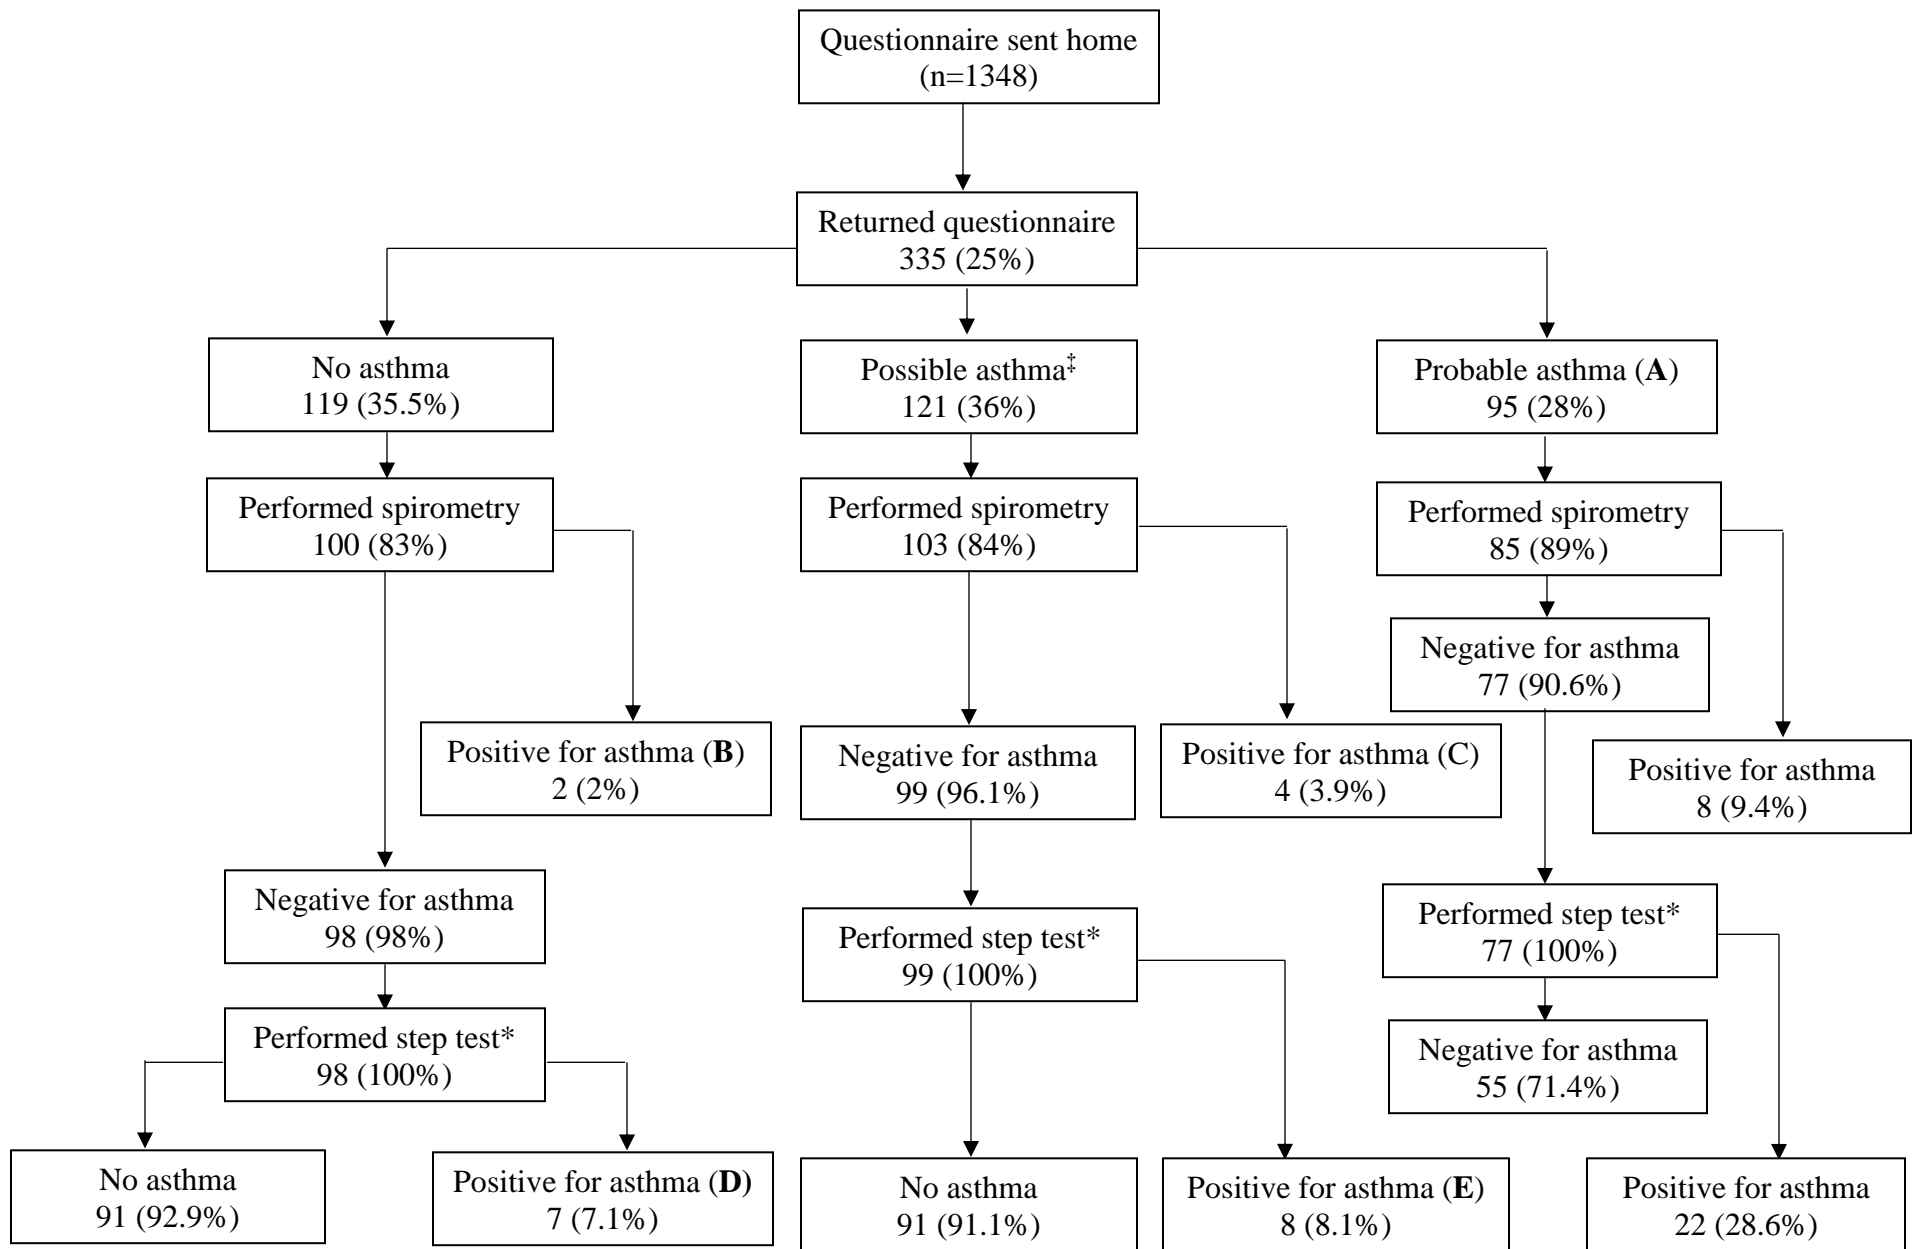 Questionnaire sent home
(n=1348)
Returned questionnaire
335 (25%)
No asthma
119 (35.5%)
Possible asthma‡
121 (36%)
Probable asthma (A)
95 (28%)
Performed spirometry
100 (83%)
Performed spirometry
103 (84%)
Performed spirometry
85 (89%)
Negative for asthma
77 (90.6%)
Positive for asthma (B)
2 (2%)
Negative for asthma
99 (96.1%)
Positive for asthma (C)
4 (3.9%)
Positive for asthma
8 (9.4%)
Negative for asthma
98 (98%)
Performed step test*
99 (100%)
Performed step test*
77 (100%)
Performed step test*
98 (100%)
Negative for asthma
55 (71.4%)
No asthma
91 (92.9%)
Positive for asthma (D)
7 (7.1%)
No asthma
91 (91.1%)
Positive for asthma (E)
8 (8.1%)
Positive for asthma
22 (28.6%)